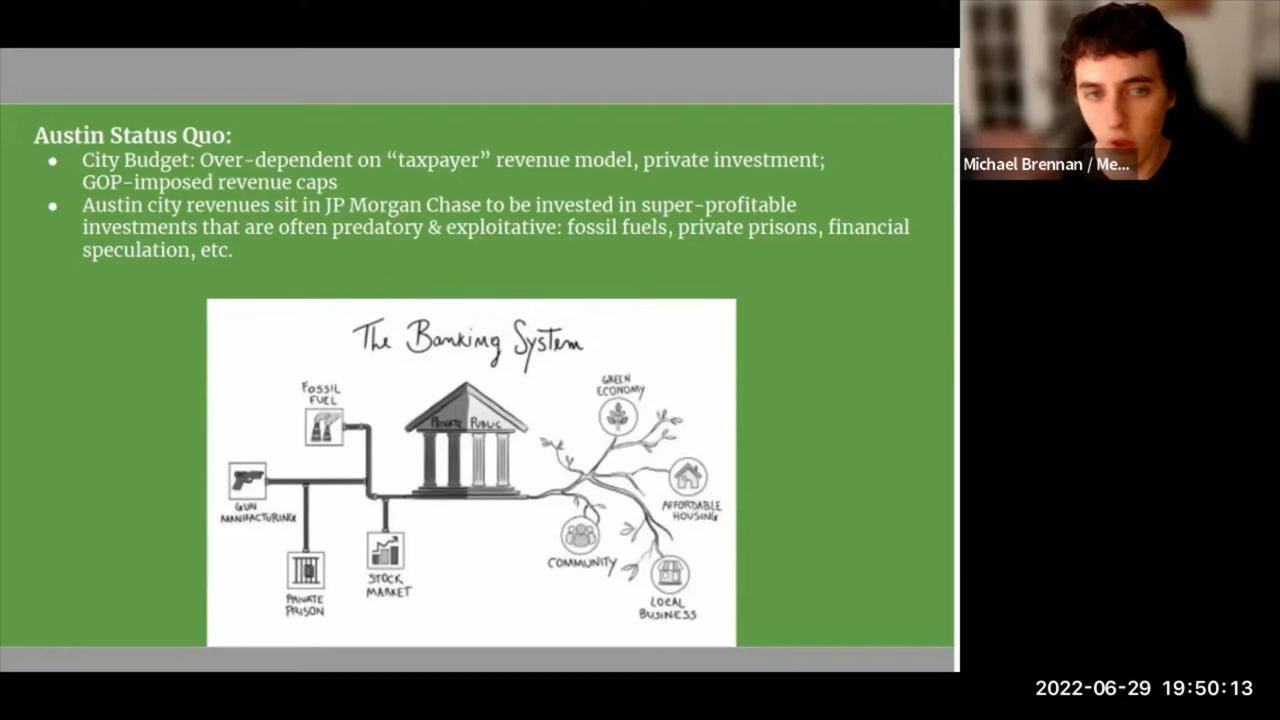 Austin Status Quo:
● City Budget: Over-dependent on “taxpayer” revenue model, private investment;
GOP-imposed revenue caps
● Austin city revenues sit in JP Morgan Chase to be invested in super-profitable
investments that are often predatory & exploitative: fossil fuels, private prisons, financial
speculation, etc.
The Banking System
FOSSIL
FUEL
GREEN
ECONOMY
PRIVATE PUBLIC
GUN
MANIFACTURING
AFFORDABLE
HOUSING
COMMUNITY
STOCK
MARKET
PRIVATE
PRISON
LOCAL
BUSINESS
Michael Brennan / Me...
2022-06-29 19:50:13